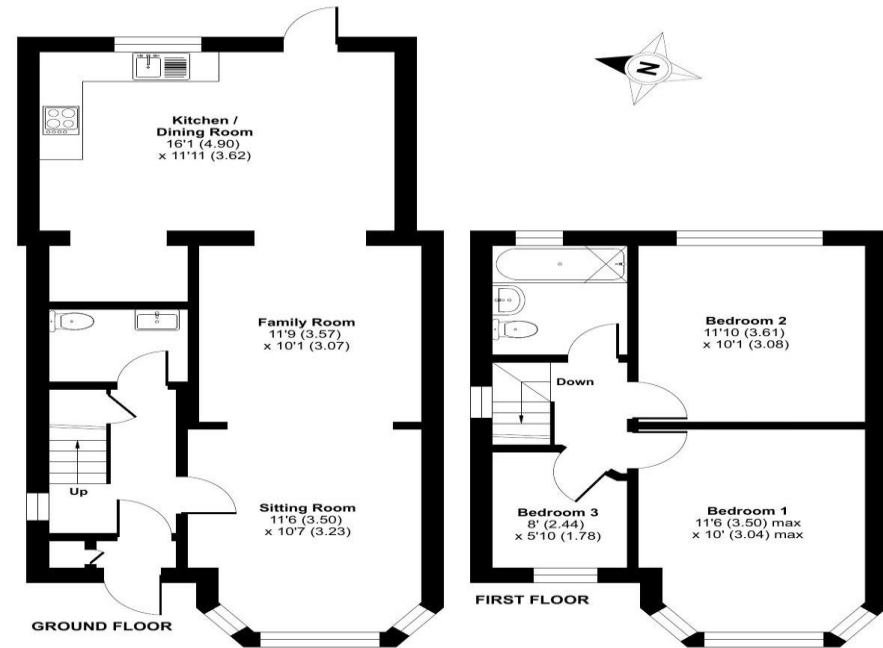 N
Kitchen /
Dining Room
16'1 (4.90)
x 11'11 (3.62)
Family Room
11'9 (3.57)
x 10'1 (3.07)
Up
Sitting Room
11'6 (3.50)
x 10'7 (3.23)
GROUND FLOOR
Bedroom 2
11'10 (3.61)
x 10'1 (3.08)
Down
Bedroom 3
8' (2.44)
x 5'10 (1.78)
Bedroom 1
11'6 (3.50) max
x 10' (3.04) max
FIRST FLOOR